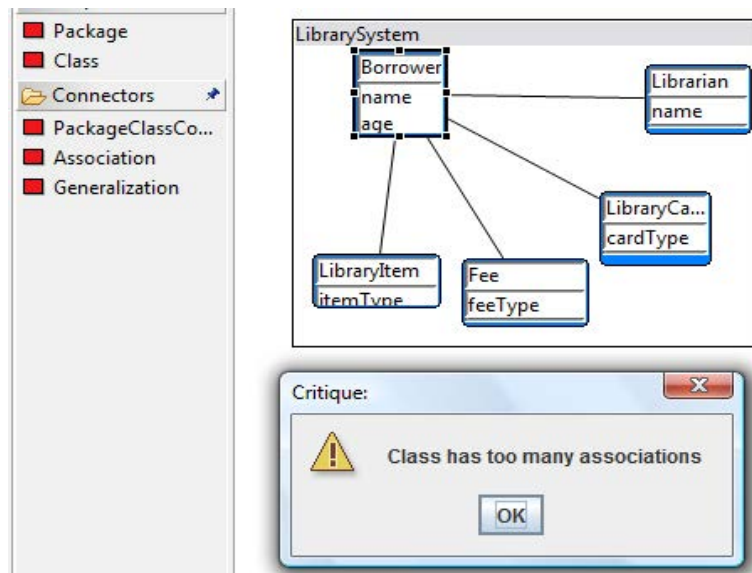 Package
Class
Connectors
PackageClassCo...
Association
Generalization
LibrarySystem
Borrower
name
age
Librarian
name
LibraryCa...
cardType
LibraryItem
itemType
Fee
feeType
Critique:
Class has too many associations
OK